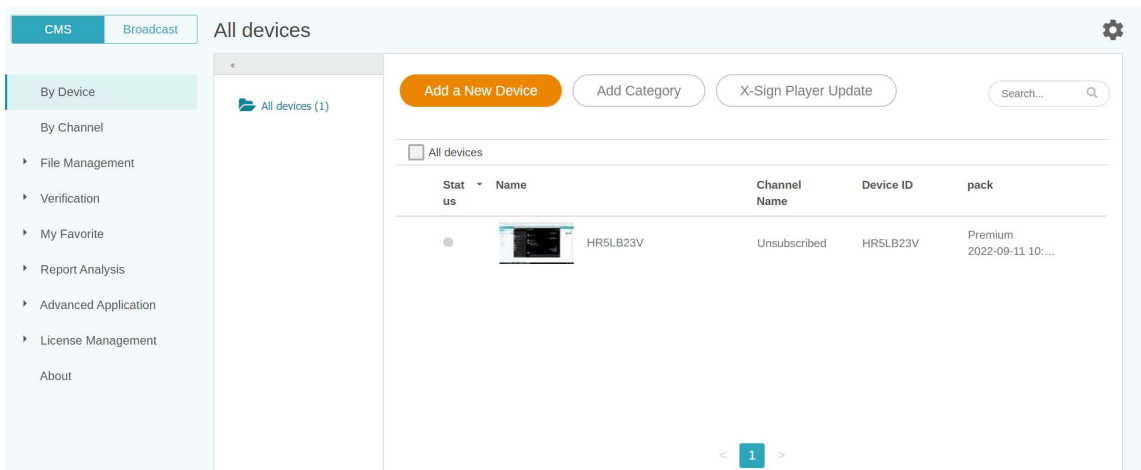 CMS Broadcast All devices
«
By Device
By Channel
File Management
Verification
My Favorite
Report Analysis
Advanced Application
License Management
About
All devices (1)
Add a New Device Add Category X-Sign Player Update Search...
All devices
Status Name Channel Name Device ID pack
HR5LB23V Unsubscribed HR5LB23V Premium
2022-09-11 10:...
< 1 >